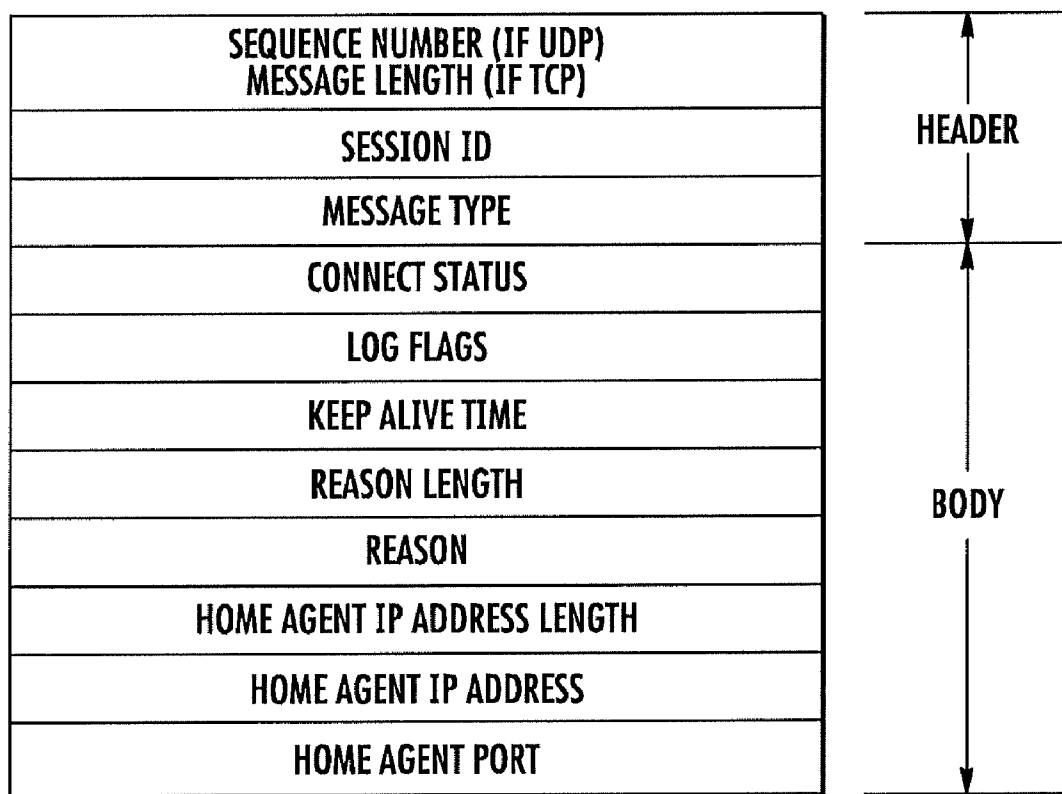 SEQUENCE NUMBER (IF UDP)
MESSAGE LENGTH (IF TCP)
SESSION ID
MESSAGE TYPE
HEADER
CONNECT STATUS
LOG FLAGS
KEEP ALIVE TIME
REASON LENGTH
REASON
HOME AGENT IP ADDRESS LENGTH
HOME AGENT IP ADDRESS
HOME AGENT PORT
BODY